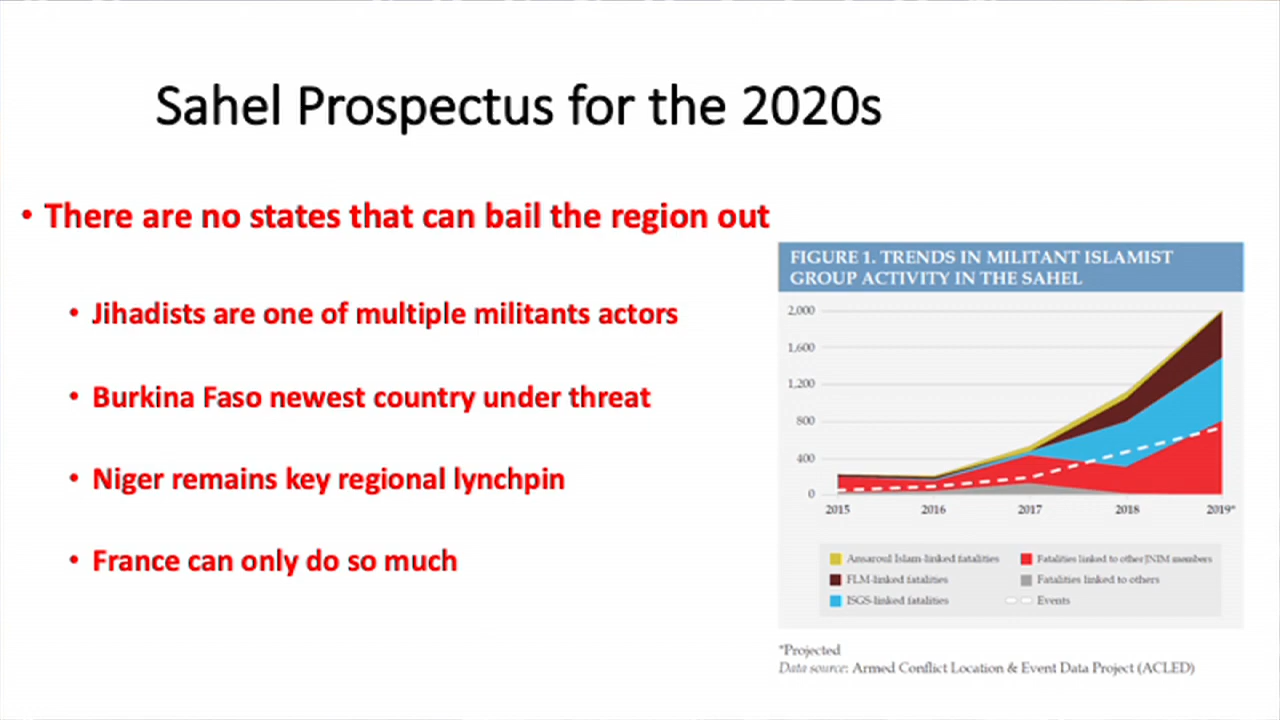 Sahel Prospectus for the 2020s
• There are no states that can bail the region out
• Jihadists are one of multiple militants actors
• Burkina Faso newest country under threat
• Niger remains key regional lynchpin
• France can only do so much
FIGURE 1. TRENDS IN MILITANT ISLAMIST
GROUP ACTIVITY IN THE SAHEL
2,000
1,600
1,200
800
400
0
2015 2016 2017 2018 2019*
Ansaroul Islam-linked fatalities
Fatalities linked to other JNIM members
FLM-linked fatalities
Fatalities linked to others
ISGS-linked fatalities
Events
*Projected
Data source: Armed Conflict Location & Event Data Project (ACLED)